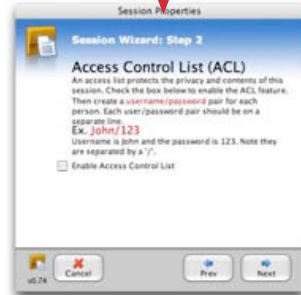 Session Properties
Session Wizard: Step 2
Access Control List (ACL)
An access list protects the privacy and contents of this
session. Check the box below to enable the ACL feature.
Then create a username/password pair for each
person. Each user/password pair should be on a
separate line.
Ex. John/123
Username is John and the password is 123. Note they
are separated by a '/'.
Enable Access Control List
v0.74
Cancel
Prev
Next